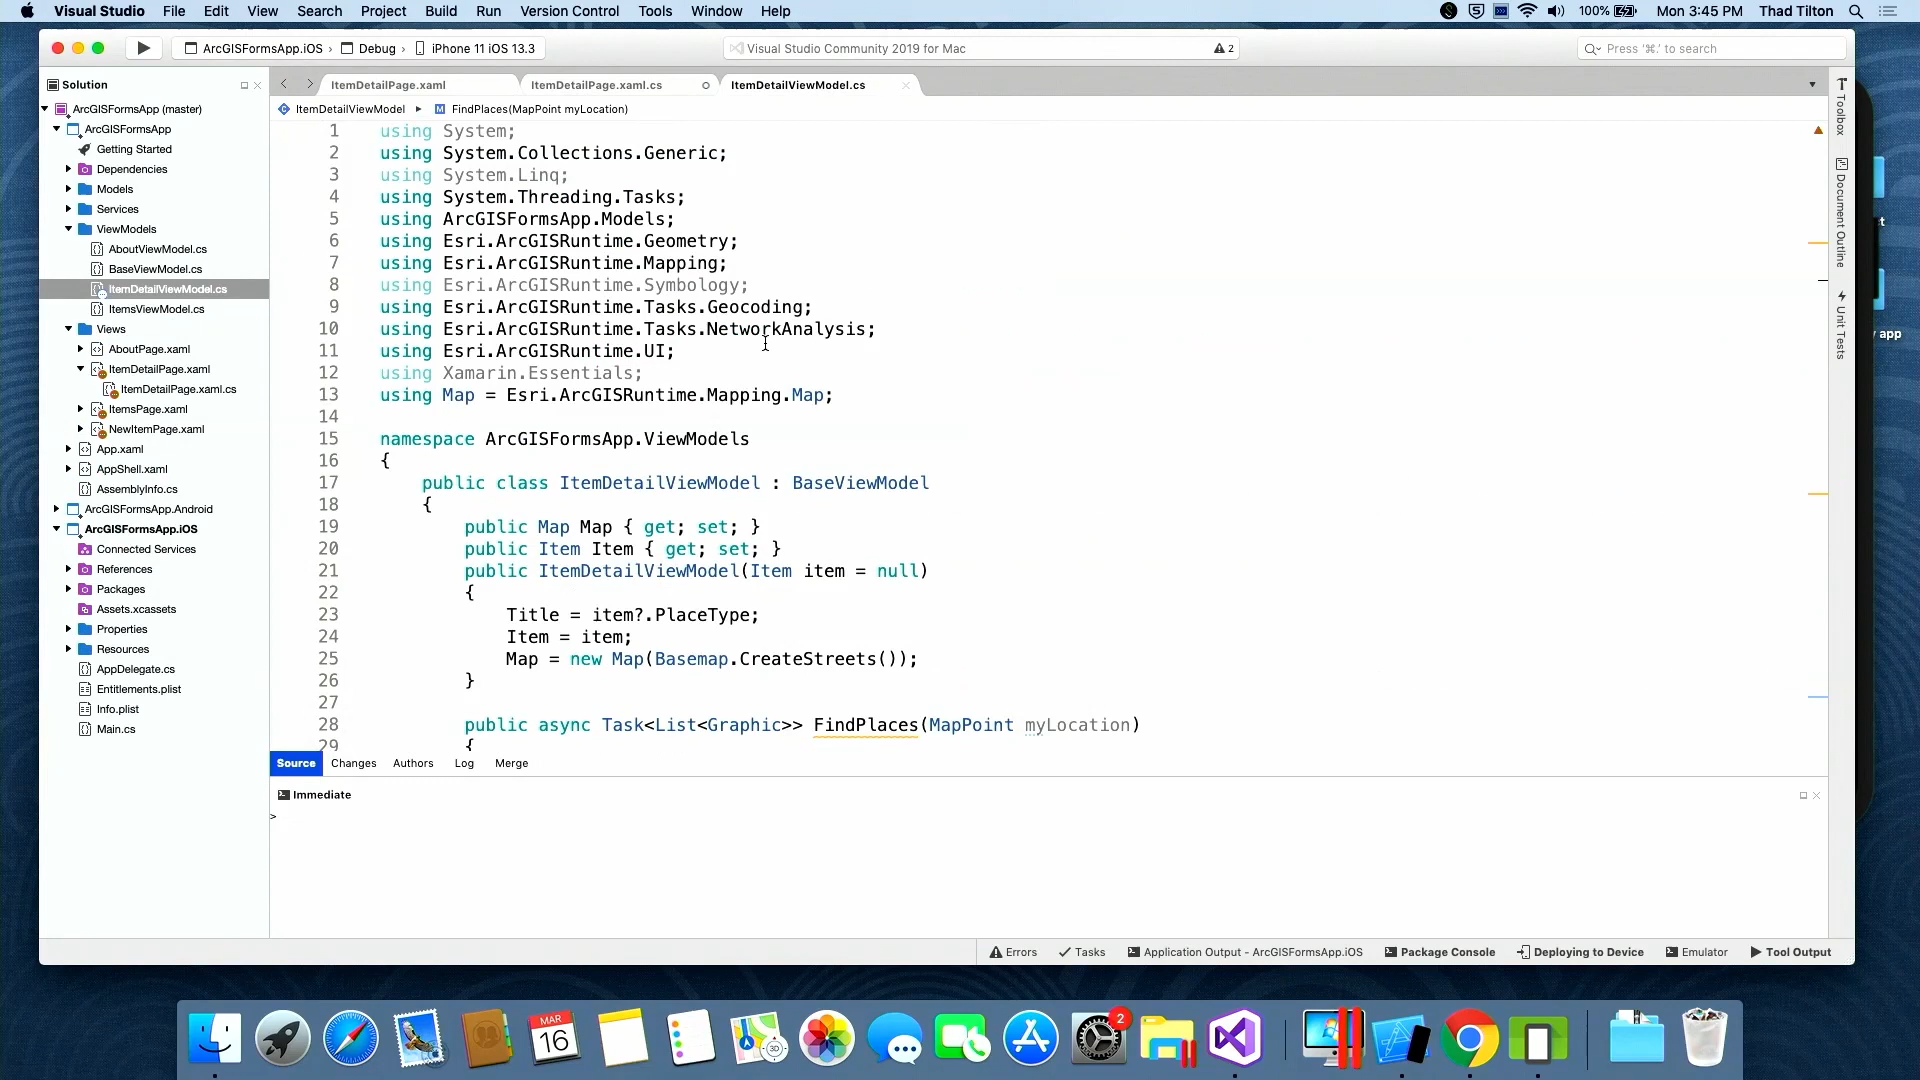 Visual Studio File Edit View Search Project Build Run Version Control Tools Window Help 100% Mon 3:45 PM Thad Tilton
ArcGISFormsApp.iOS › Debug › iPhone 11 iOS 13.3
Visual Studio Community 2019 for Mac 2
Press '⌘.' to search
Solution
ItemDetailPage.xaml ItemDetailPage.xaml.cs ItemDetailViewModel.cs
ItemDetailViewModel FindPlaces(MapPoint myLocation)
ArcGISFormsApp (master)
ArcGISFormsApp
Getting Started
Dependencies
Models
Services
ViewModels
AboutViewModel.cs
BaseViewModel.cs
ItemDetailViewModel.cs
ItemsViewModel.cs
Views
AboutPage.xaml
ItemDetailPage.xaml
ItemDetailPage.xaml.cs
ItemsPage.xaml
NewItemPage.xaml
App.xaml
AppShell.xaml
AssemblyInfo.cs
ArcGISFormsApp.Android
ArcGISFormsApp.iOS
Connected Services
References
Packages
Assets.xcassets
Properties
Resources
AppDelegate.cs
Entitlements.plist
Info.plist
Main.cs
1 using System;
2 using System.Collections.Generic;
3 using System.Linq;
4 using System.Threading.Tasks;
5 using ArcGISFormsApp.Models;
6 using Esri.ArcGISRuntime.Geometry;
7 using Esri.ArcGISRuntime.Mapping;
8 using Esri.ArcGISRuntime.Symbology;
9 using Esri.ArcGISRuntime.Tasks.Geocoding;
10 using Esri.ArcGISRuntime.Tasks.NetworkAnalysis;
11 using Esri.ArcGISRuntime.UI;
12 using Xamarin.Essentials;
13 using Map = Esri.ArcGISRuntime.Mapping.Map;
14
15 namespace ArcGISFormsApp.ViewModels
16 {
17 public class ItemDetailViewModel : BaseViewModel
18 {
19 public Map Map { get; set; }
20 public Item Item { get; set; }
21 public ItemDetailViewModel(Item item = null)
22 {
23 Title = item?.PlaceType;
24 Item = item;
25 Map = new Map(Basemap.CreateStreets());
26 }
27
28 public async Task<List<Graphic>> FindPlaces(MapPoint myLocation)
29 {
Toolbox
Document Outline
Unit Tests
Source Changes Authors Log Merge
Immediate
>
Errors Tasks Application Output - ArcGISFormsApp.iOS Package Console Deploying to Device Emulator Tool Output
y app
MAR
16
3D
2